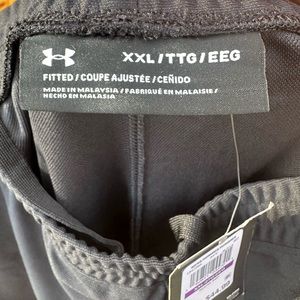 XXL/TTG/EEG
FITTED / COUPE AJUSTÉE / CEÑIDO
MADE IN MALAYSIA / FABRIQUÉ EN MALAISIE /
HECHO EN MALASIA